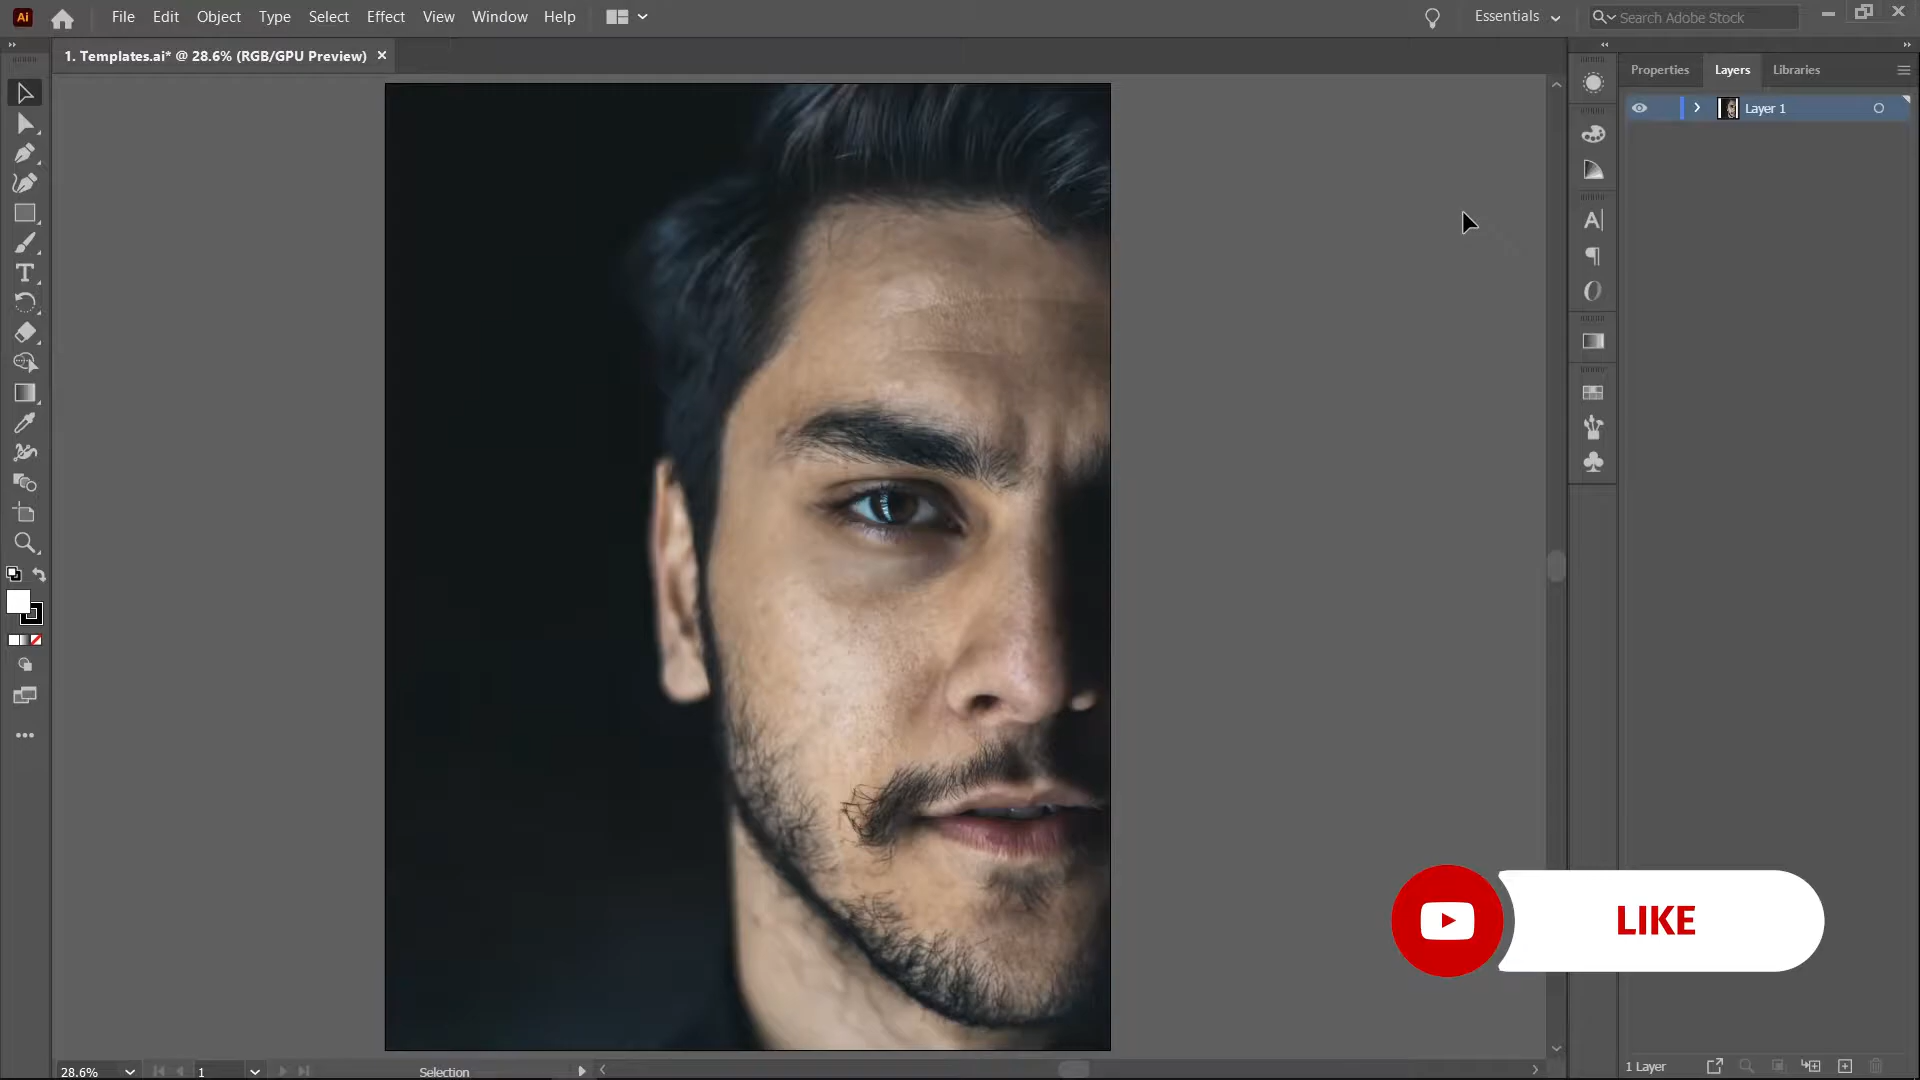 Ai
File Edit Object Type Select Effect View Window Help
Essentials
Search Adobe Stock
1. Templates.ai* @ 28.6% (RGB/GPU Preview)
Properties Layers Libraries
Layer 1
LIKE
1 Layer
28.6%
1
Selection